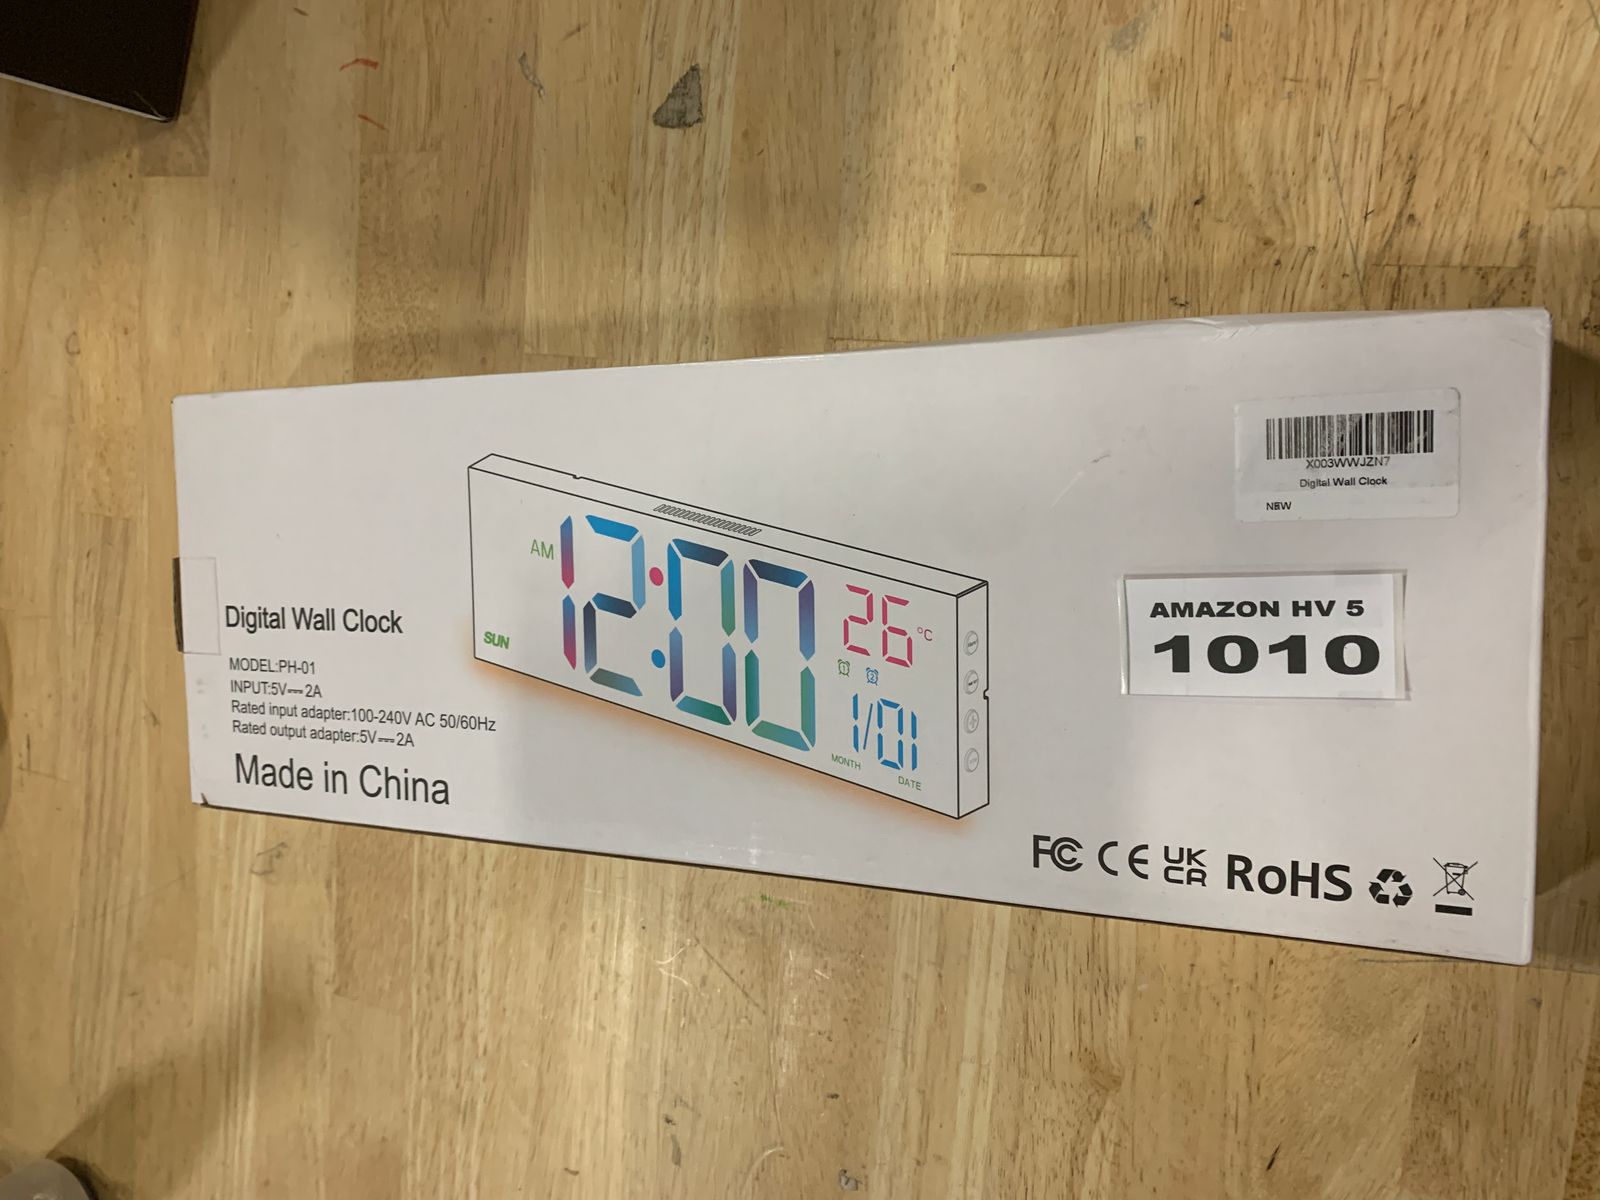 X003WWJZN7
Digital Wall Clock
NEW
AMAZON HV 5
1010
AM
12:00
26°C
SUN
1
2
1/01
MONTH
DATE
Digital Wall Clock
MODEL:PH-01
INPUT:5V⎓2A
Rated input adapter:100-240V AC 50/60Hz
Rated output adapter:5V⎓2A
Made in China
FC CE UK
CA
RoHS